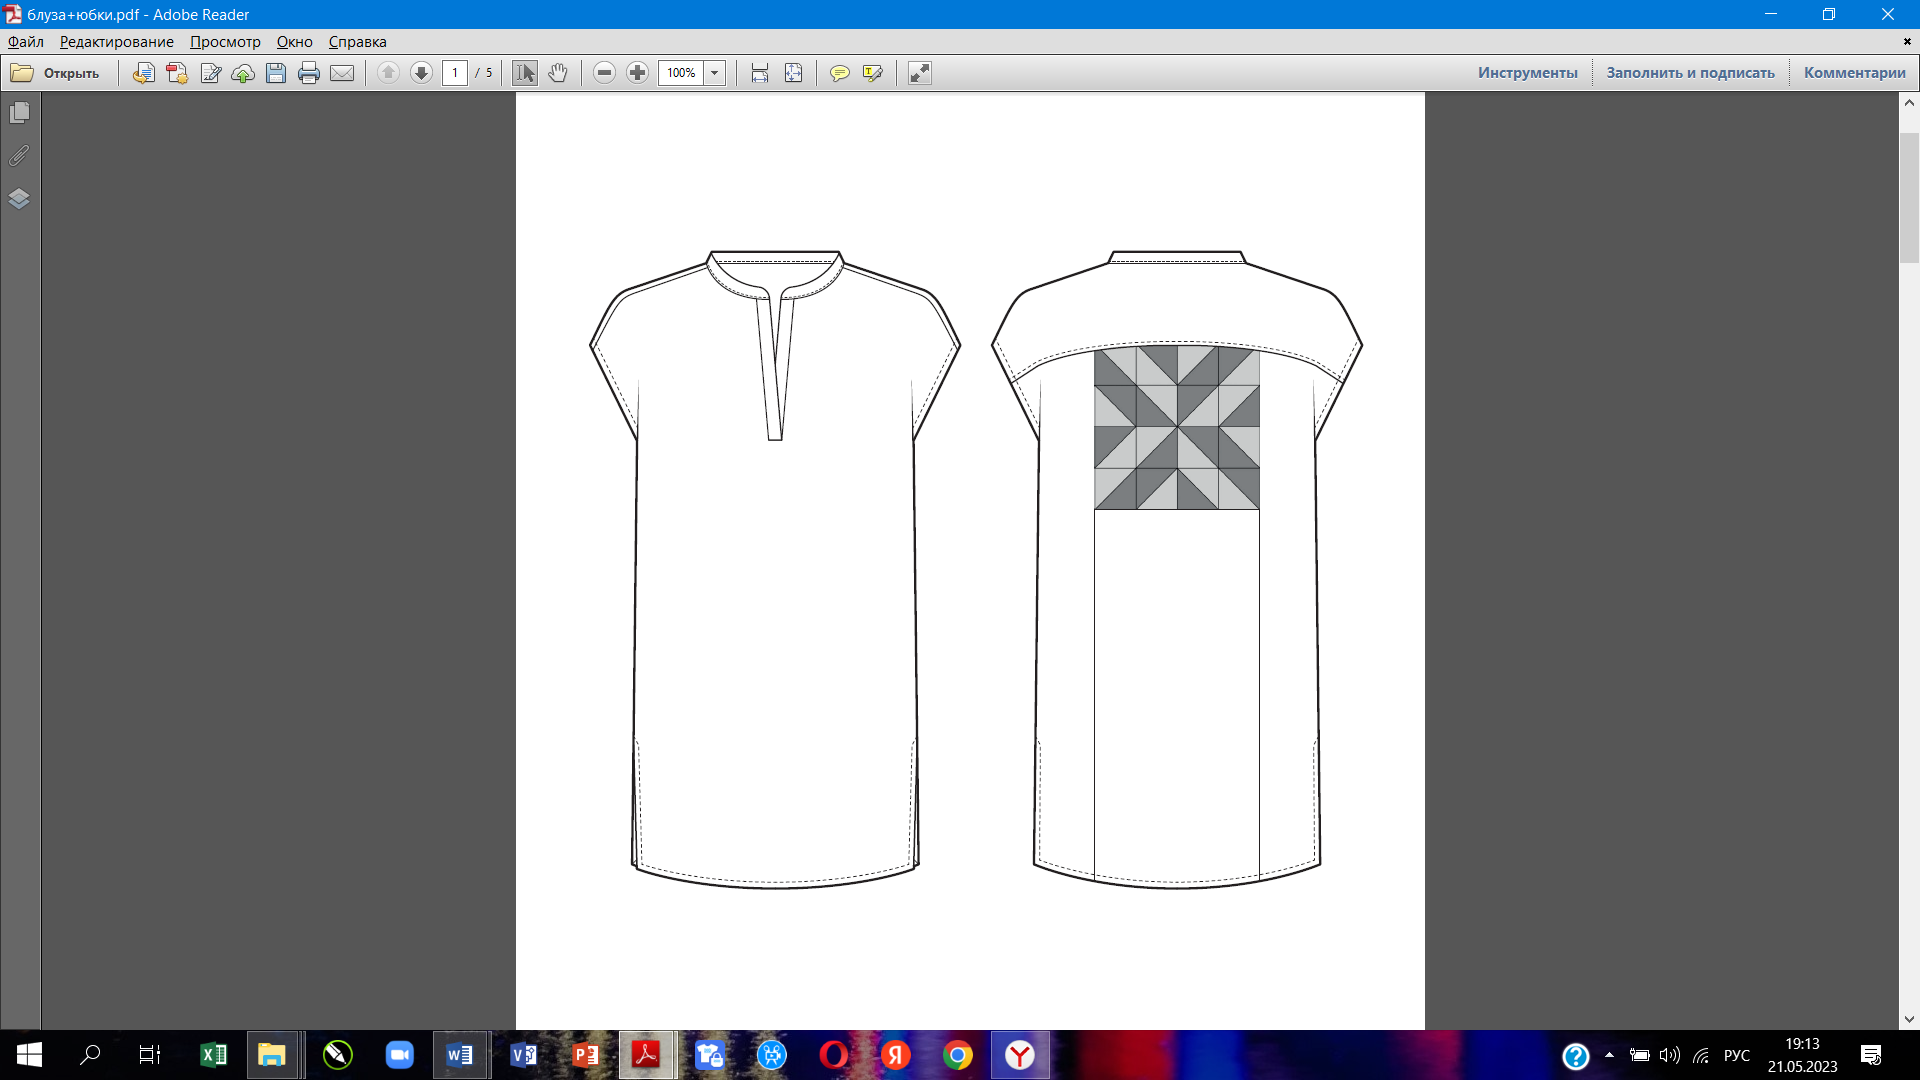 блуза+юбки.pdf - Adobe Reader
Файл Редактирование Просмотр Окно Справка
Открыть 1 / 5 100% Инструменты Заполнить и подписать Комментарии
РУС
19:13
21.05.2023